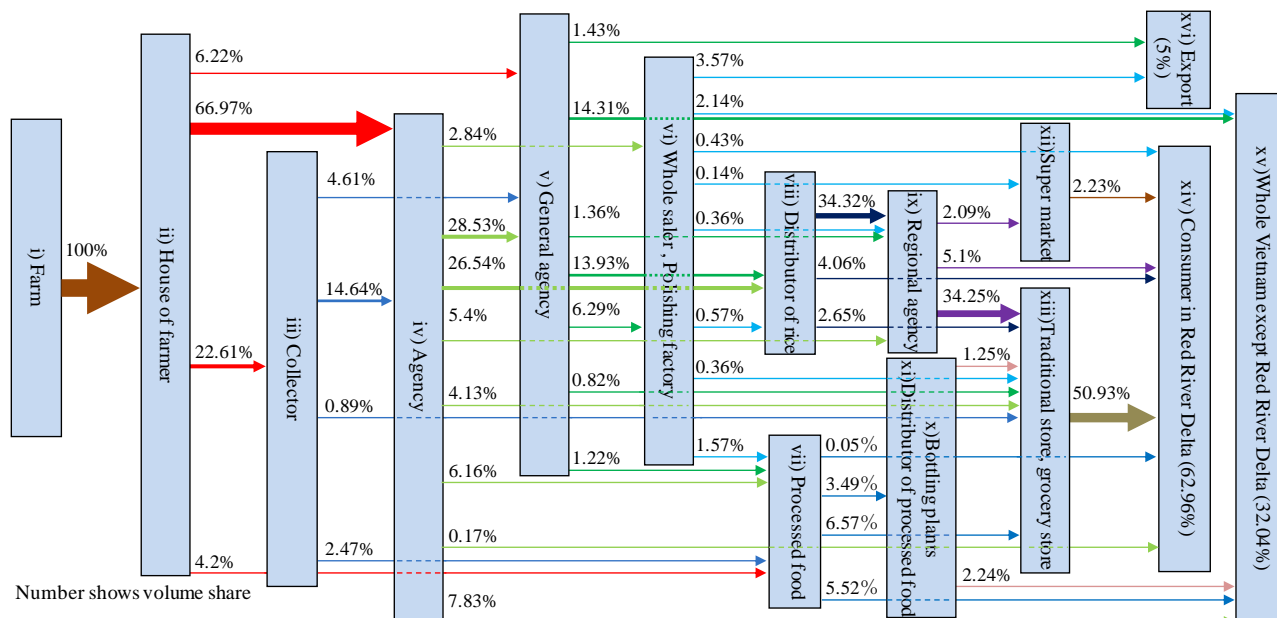 i) Farm
100%
ii) House of farmer
6.22%
66.97%
22.61%
4.2%
iii) Collector
4.61%
14.64%
0.89%
2.47%
iv) Agency
2.84%
28.53%
26.54%
5.4%
4.13%
6.16%
0.17%
7.83%
v) General agency
1.43%
14.31%
1.36%
13.93%
6.29%
0.82%
1.22%
vi) Whole saler , Polishing factory
3.57%
2.14%
0.43%
0.14%
0.36%
0.57%
0.36%
1.57%
vii) Processed food
0.05%
3.49%
6.57%
5.52%
viii) Distributor of rice
34.32%
4.06%
2.65%
ix) Regional agency
2.09%
5.1%
34.25%
x)Bottling plants
xi)Distributor of processed food
1.25%
2.24%
xii)Super market
2.23%
xiii)Traditional store, grocery store
50.93%
xiv) Consumer in Red River Delta (62.96%)
xv)Whole Vietnam except Red River Delta (32.04%)
xvi) Export
(5%)
Number shows volume share